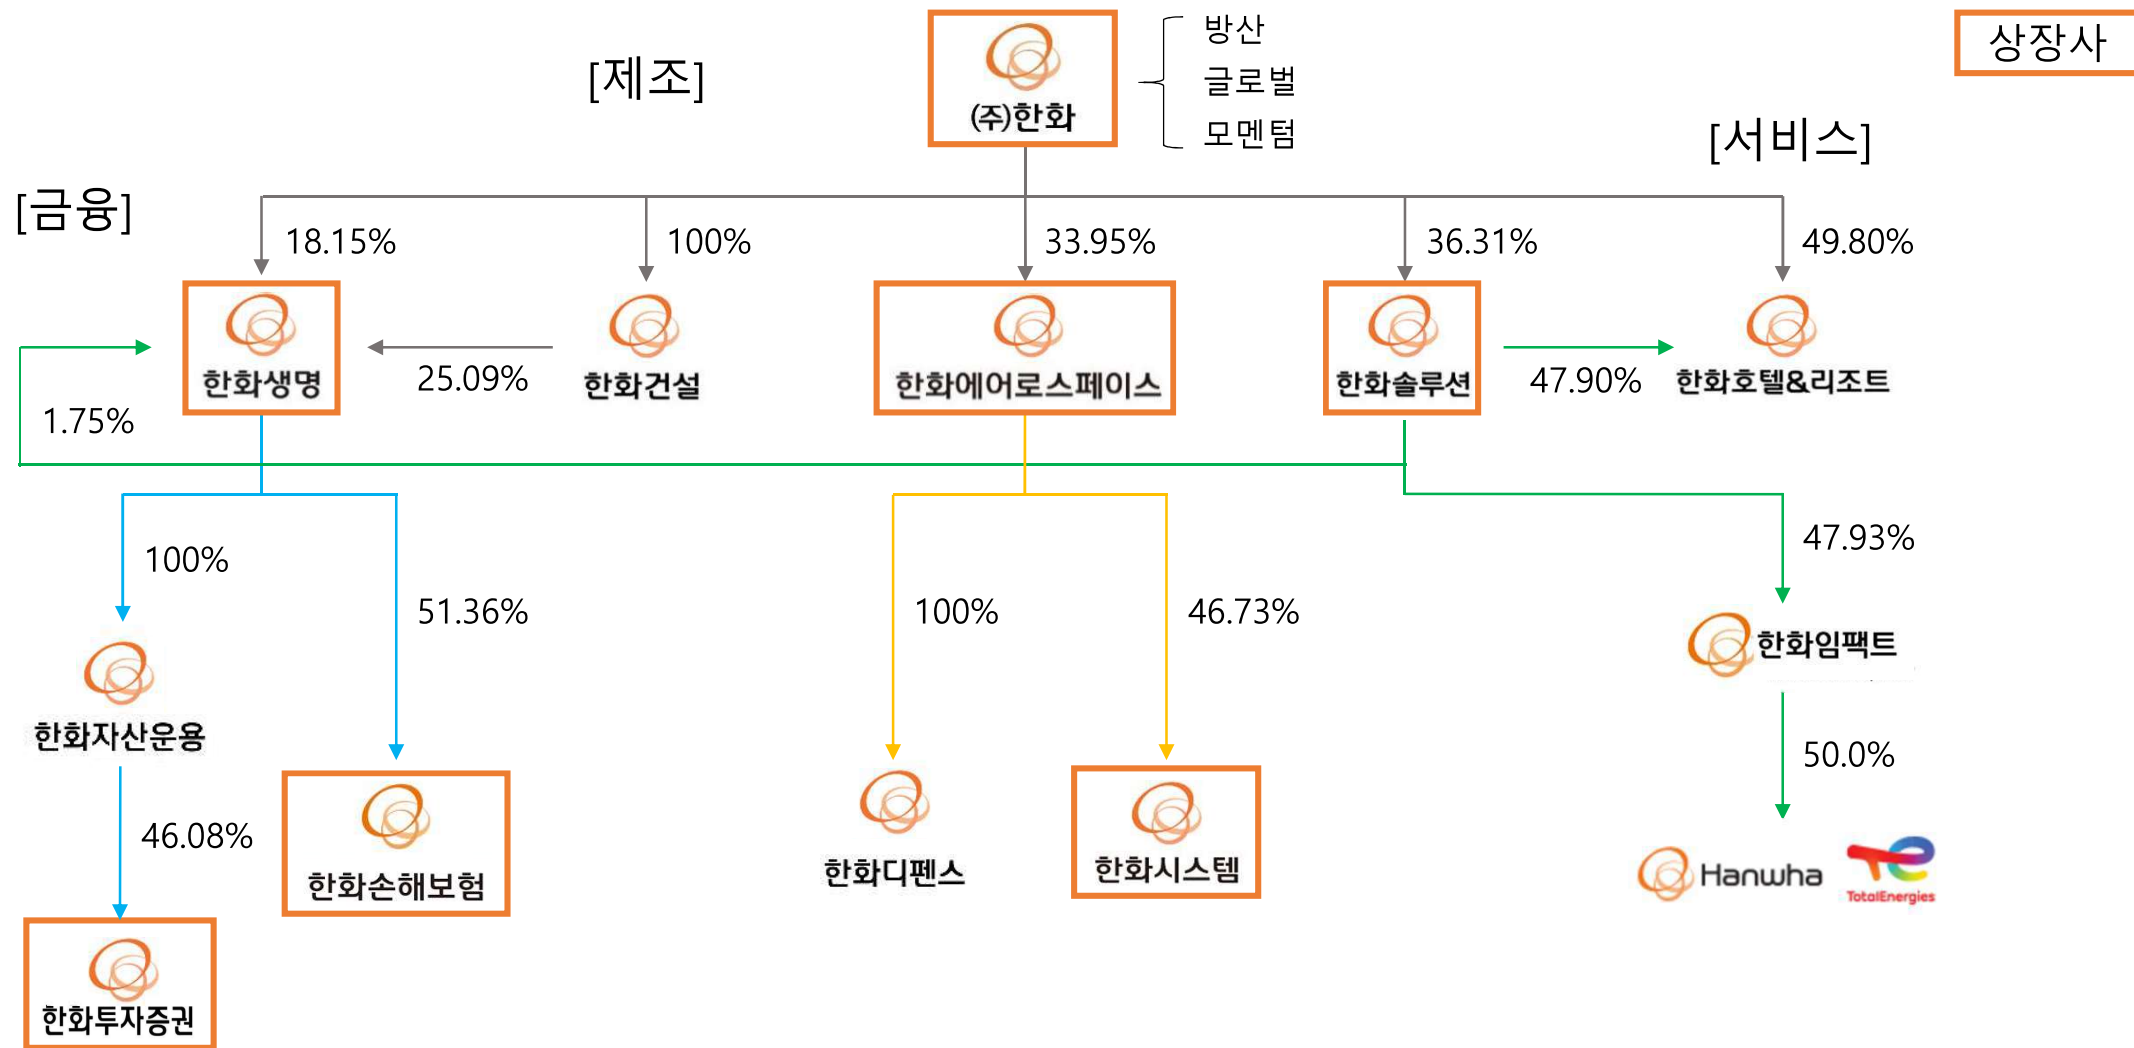 [제조]
㈜한화
방산
글로벌
모멘텀
상장사
[서비스]
[금융]
18.15%
100%
33.95%
36.31%
49.80%
한화생명
25.09%
한화건설
한화에어로스페이스
한화솔루션
47.90%
한화호텔&리조트
1.75%
100%
51.36%
100%
46.73%
47.93%
한화임팩트
한화자산운용
50.0%
46.08%
한화손해보험
한화디펜스
한화시스템
Hanwha
TotalEnergies
한화투자증권